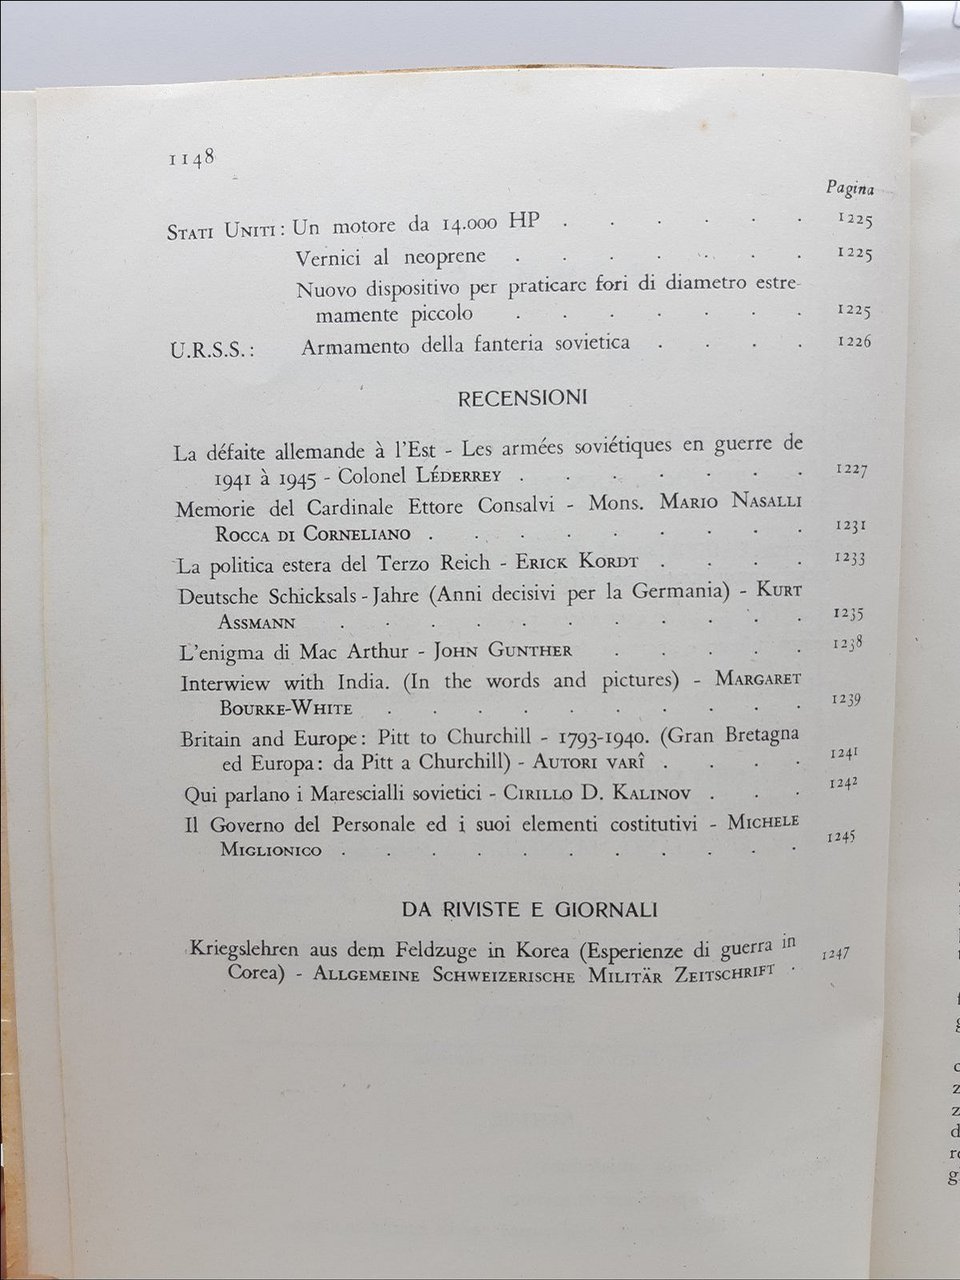 1148
Pagina
STATI UNITI: Un motore da 14.000 HP . . . . . . 1225
Vernici al neoprene . . . . . . . 1225
Nuovo dispositivo per praticare fori di diametro estre-
mamente piccolo . . . . . . . 1225
U.R.S.S.: Armamento della fanteria sovietica . . . . 1226
RECENSIONI
La défaite allemande à l'Est - Les armées soviétiques en guerre de
1941 à 1945 - Colonel LÉDERREY . . . . . . . 1227
Memorie del Cardinale Ettore Consalvi - Mons. MARIO NASALLI
ROCCA DI CORNELIANO . . . . . . . . . 1231
La politica estera del Terzo Reich - ERICK KORDT . . . . 1233
Deutsche Schicksals-Jahre (Anni decisivi per la Germania) - KURT
ASSMANN . . . . . . . . . . . 1235
L'enigma di Mac Arthur - JOHN GUNTHER . . . . . 1238
Interwiew with India. (In the words and pictures) - MARGARET
BOURKE-WHITE . . . . . . . . . . 1239
Britain and Europe: Pitt to Churchill - 1793-1940. (Gran Bretagna
ed Europa: da Pitt a Churchill) - AUTORI VARÎ . . . . 1241
Qui parlano i Marescialli sovietici - CIRILLO D. KALINOV . . . 1242
Il Governo del Personale ed i suoi elementi costitutivi - MICHELE
MIGLIONICO . . . . . . . . . . . 1245
DA RIVISTE E GIORNALI
Kriegslehren aus dem Feldzuge in Korea (Esperienze di guerra in
Corea) - ALLGEMEINE SCHWEIZERISCHE MILITÄR ZEITSCHRIFT . 1247